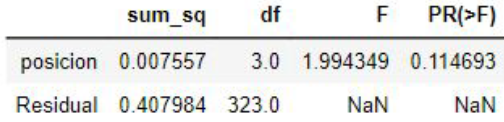 sum_sq df F PR(>F)
posicion 0.007557 3.0 1.994349 0.114693
Residual 0.407984 323.0 NaN NaN